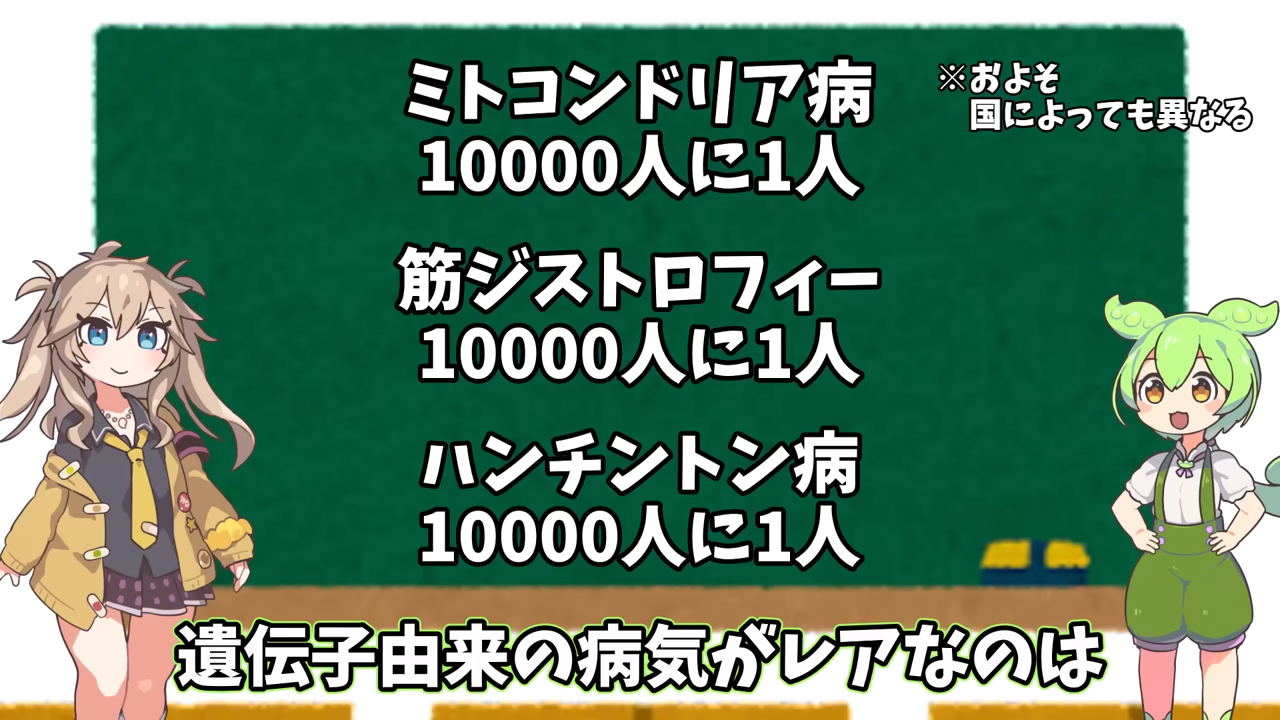 ミトコンドリア病
10000人に1人
※およそ
国によっても異なる
筋ジストロフィー
10000人に1人
ハンチントン病
10000人に1人
遺伝子由来の病気がレアなのは